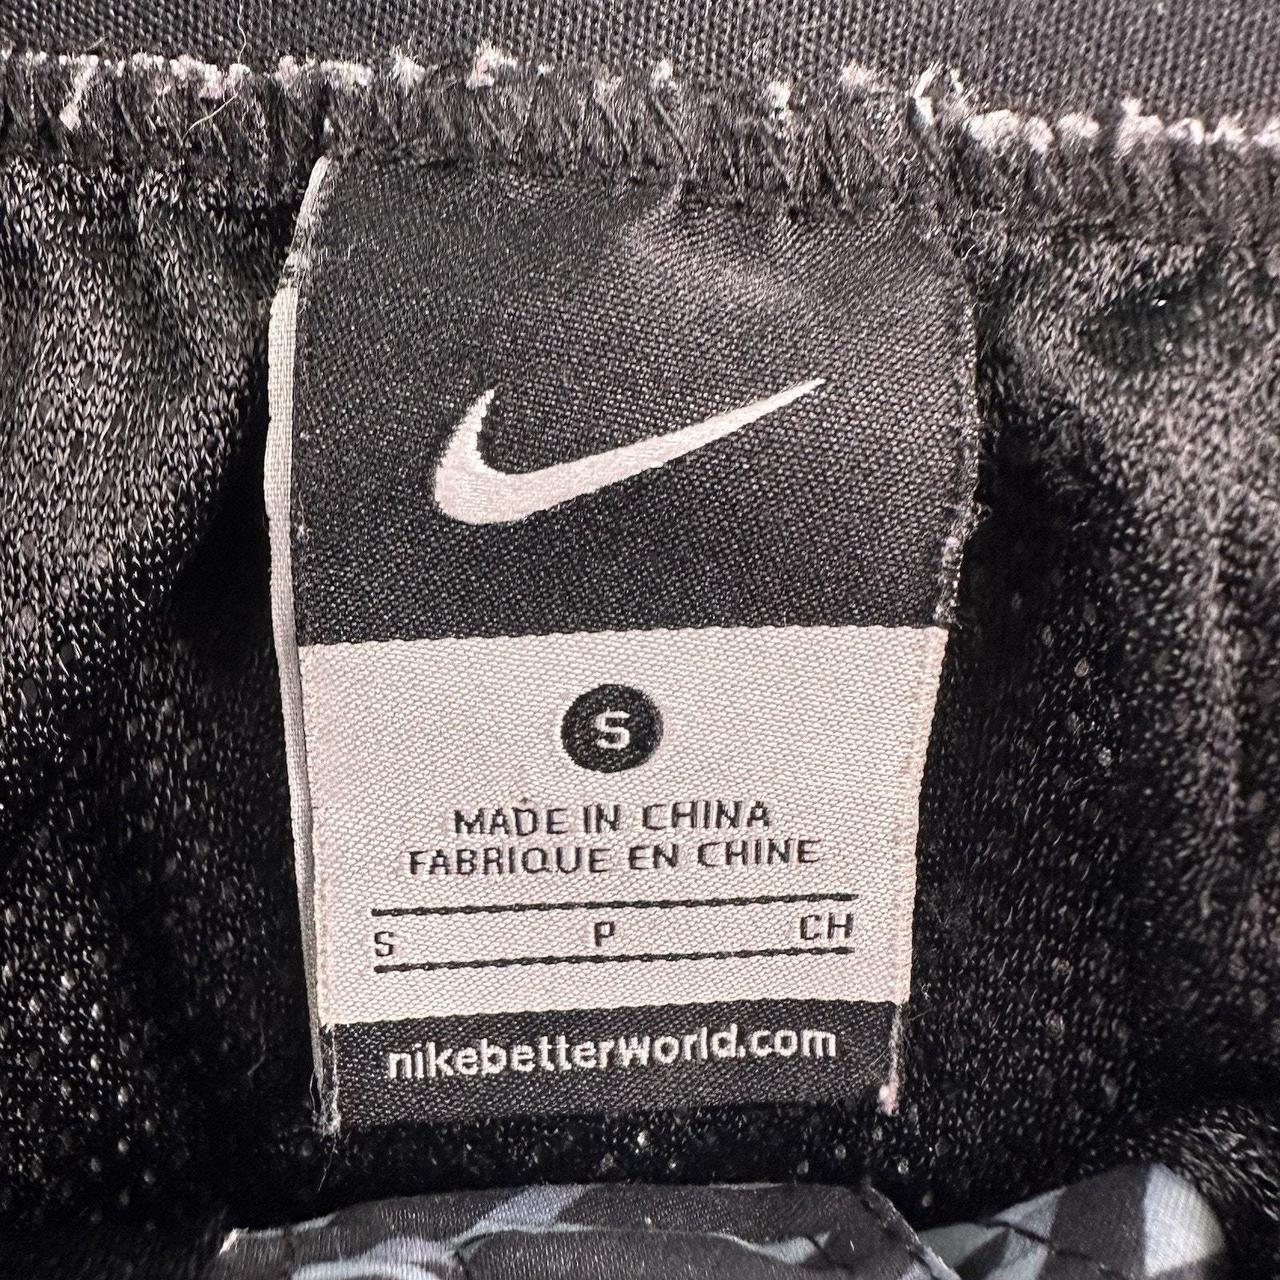 S
MADE IN CHINA
FABRIQUE EN CHINE
S P CH
nikebetterworld.com